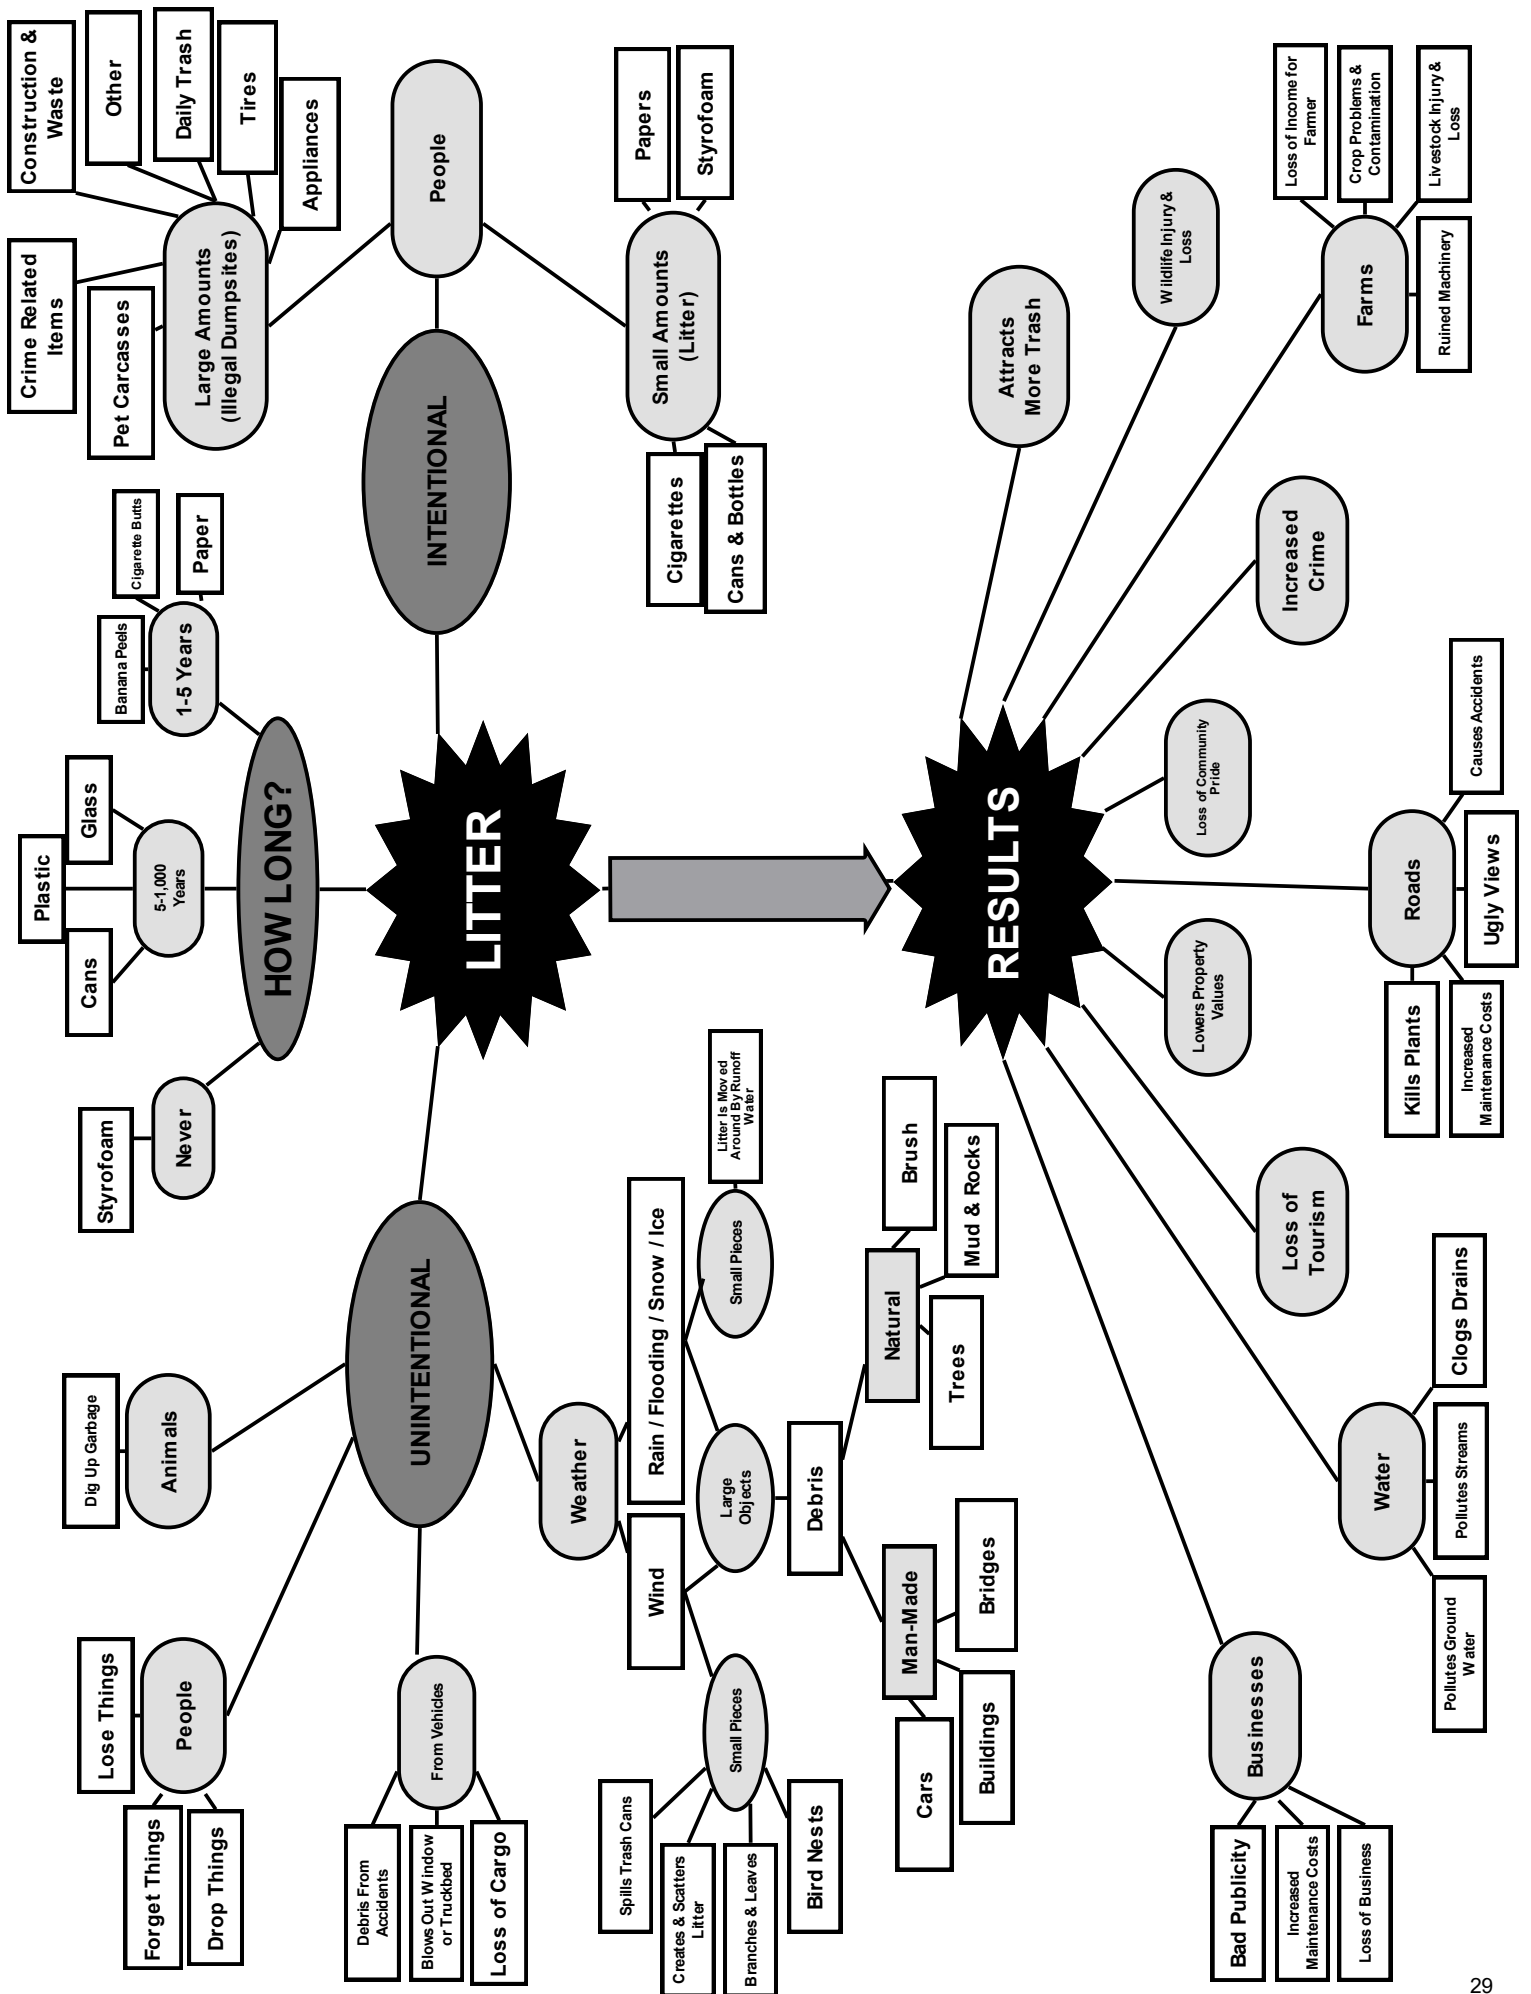 LITTER
UNINTENTIONAL
People
Forget Things
Lose Things
Drop Things
Animals
Dig Up Garbage
From Vehicles
Debris From
Accidents
Blows Out Window
or Truckbed
Loss of Cargo
Weather
Wind
Rain / Flooding / Snow / Ice
Small Pieces
Spills Trash Cans
Creates & Scatters
Litter
Branches & Leaves
Bird Nests
Large
Objects
Small Pieces
Litter Is Moved
Around By Runoff
Water
Debris
Man-Made
Cars
Buildings
Bridges
Natural
Trees
Mud & Rocks
Brush
HOW LONG?
Never
Styrofoam
5-1,000
Years
Cans
Plastic
Glass
1-5 Years
Banana Peels
Cigarette Butts
Paper
INTENTIONAL
People
Large Amounts
(Illegal Dumpsites)
Pet Carcasses
Crime Related
Items
Construction &
Waste
Other
Daily Trash
Tires
Appliances
Small Amounts
(Litter)
Cigarettes
Cans & Bottles
Papers
Styrofoam
RESULTS
Businesses
Bad Publicity
Increased
Maintenance Costs
Loss of Business
Water
Pollutes Ground
Water
Pollutes Streams
Clogs Drains
Loss of
Tourism
Lowers Property
Values
Roads
Kills Plants
Increased
Maintenance Costs
Ugly Views
Causes Accidents
Loss of Community
Pride
Increased
Crime
Farms
Ruined Machinery
Loss of Income for
Farmer
Crop Problems &
Contamination
Livestock Injury &
Loss
Wildlife Injury &
Loss
Attracts
More Trash
29